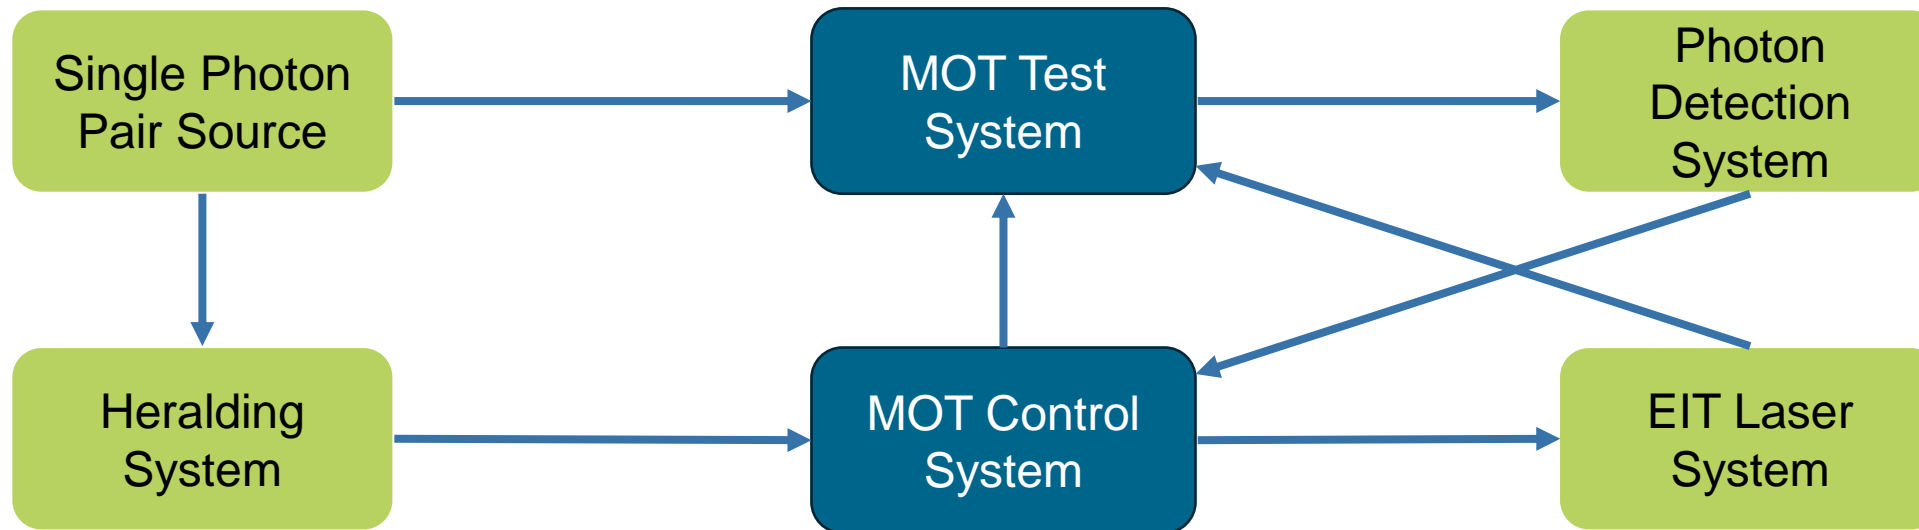 Single Photon
Pair Source
MOT Test
System
Photon
Detection
System
Heralding
System
MOT Control
System
EIT Laser
System